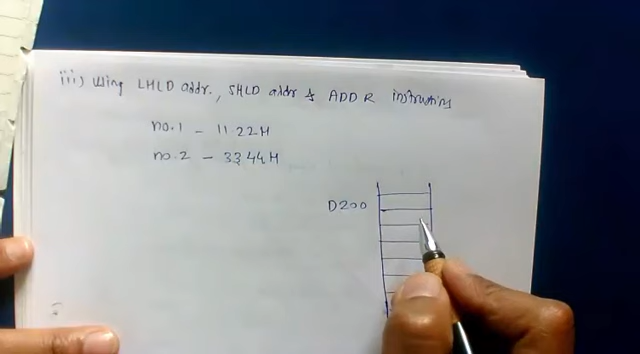 iii) Using LHLD addr., SHLD addr & ADD R instructions
no.1 - 1122H
no.2 - 3344H
D200